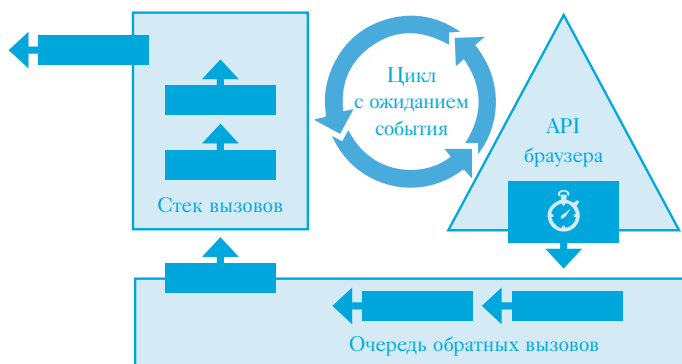 Цикл
с ожиданием
события
API
браузера
Стек вызовов
Очередь обратных вызовов